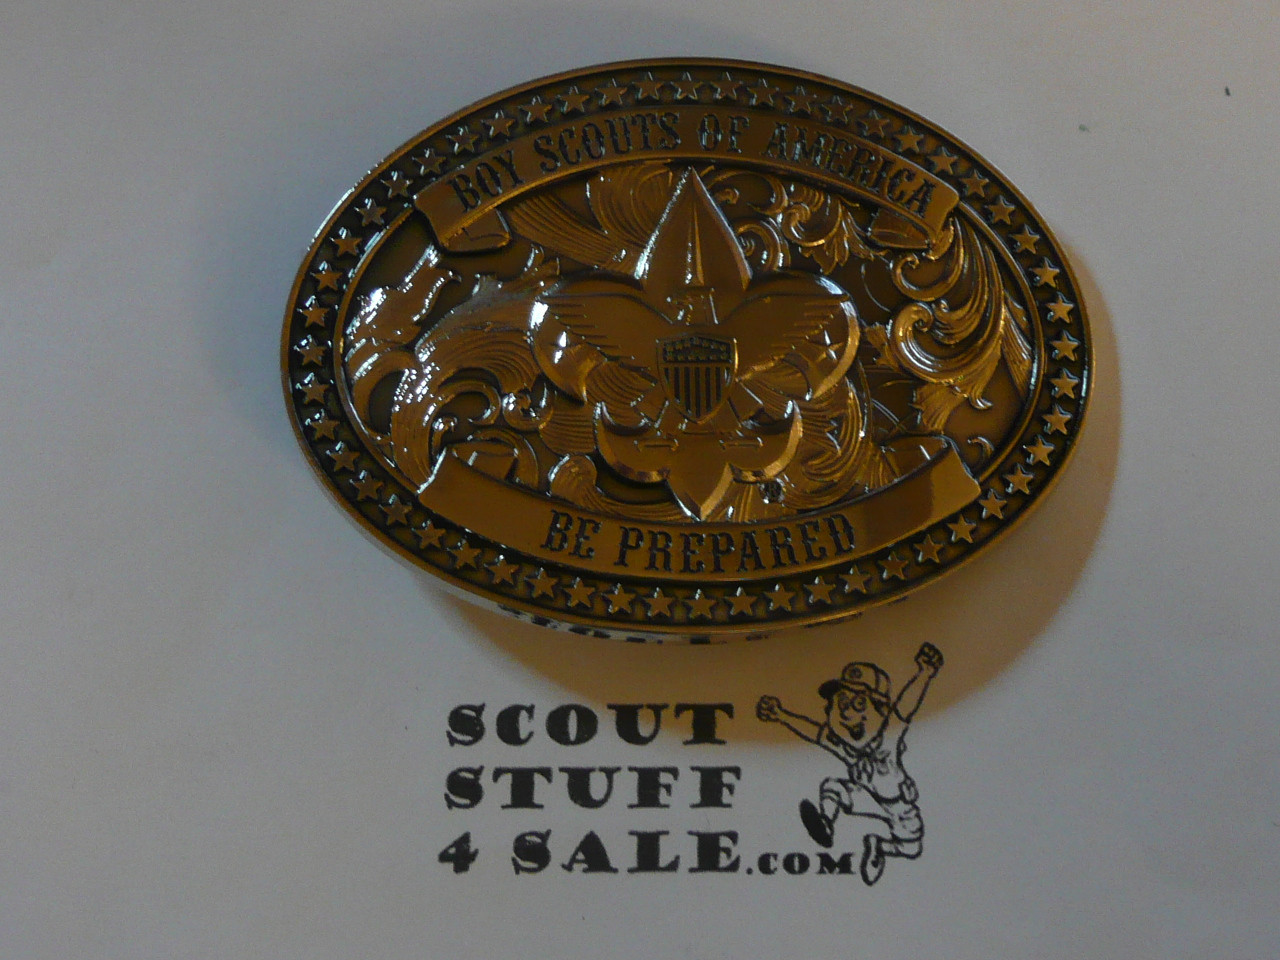 BOY SCOUTS OF AMERICA
BE PREPARED
SCOUT
STUFF
4 SALE.COM